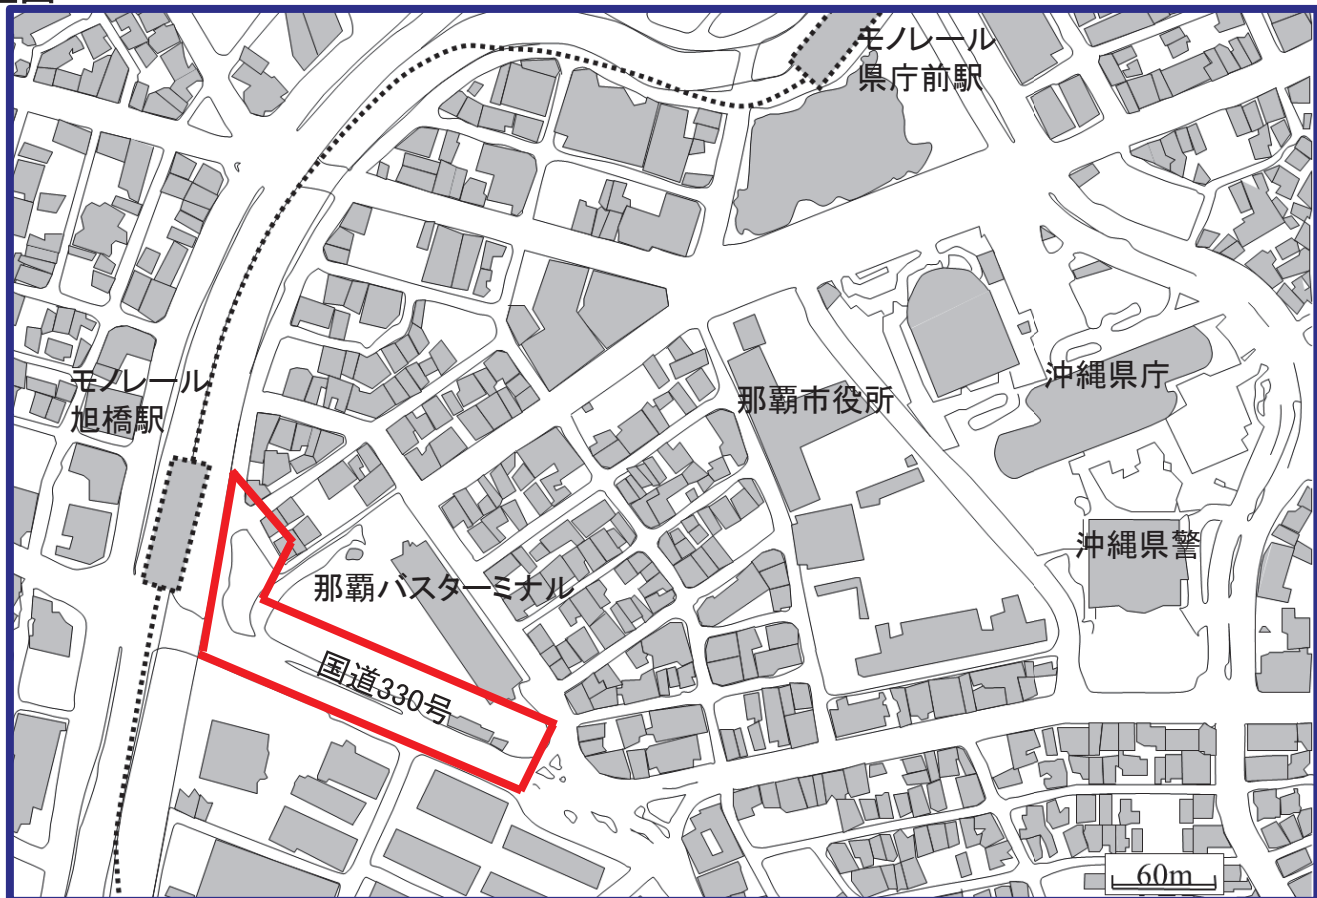 モノレール
県庁前駅
モノレール
旭橋駅
沖縄県庁
那覇市役所
沖縄県警
那覇バスターミナル
国道330号
60m